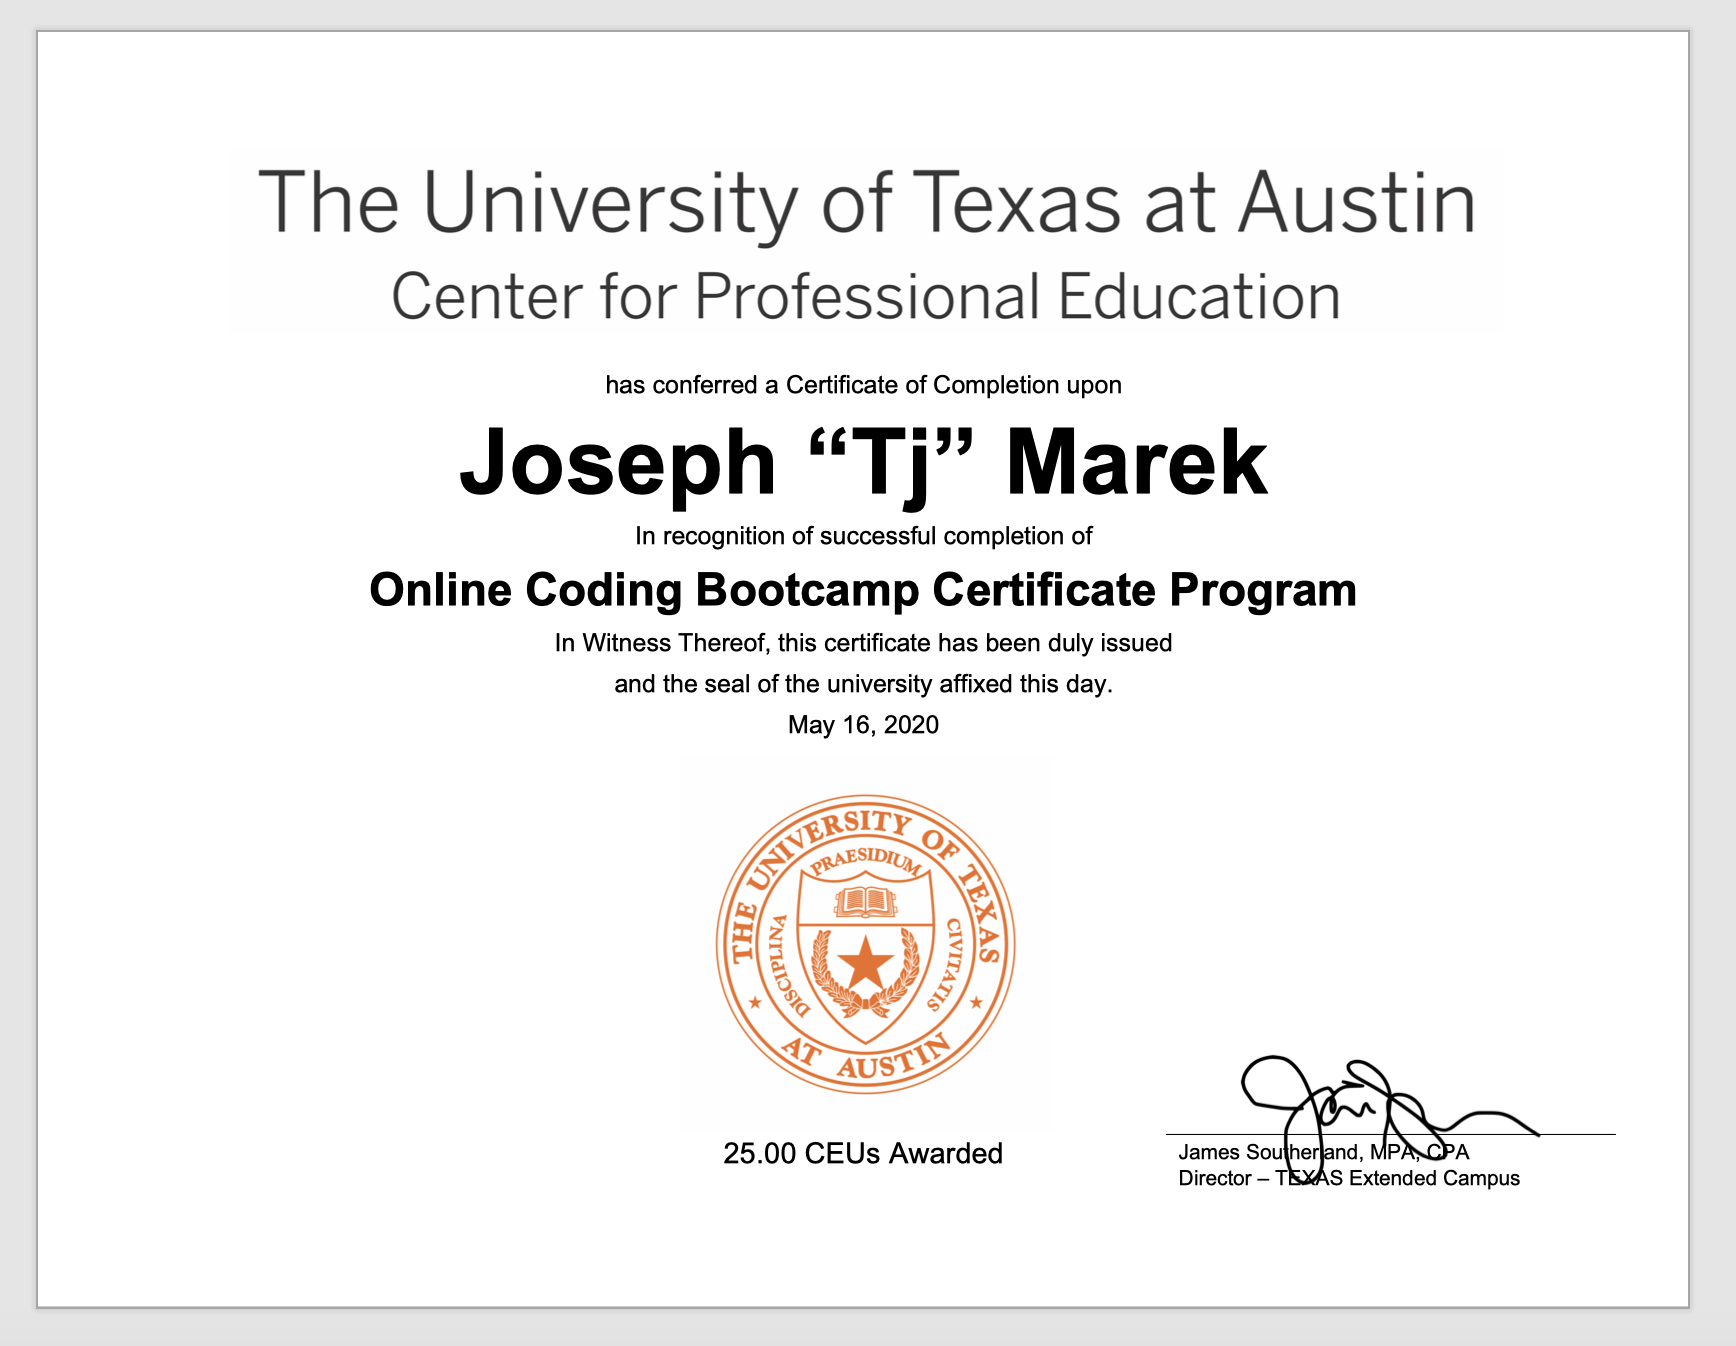 The University of Texas at Austin
Center for Professional Education
has conferred a Certificate of Completion upon
Joseph “Tj” Marek
In recognition of successful completion of
Online Coding Bootcamp Certificate Program
In Witness Thereof, this certificate has been duly issued
and the seal of the university affixed this day.
May 16, 2020
THE UNIVERSITY OF TEXAS
AT AUSTIN
PRAESIDIUM
DISCIPLINA
CIVITATIS
25.00 CEUs Awarded
James Southerland, MPA, CPA
Director – TEXAS Extended Campus